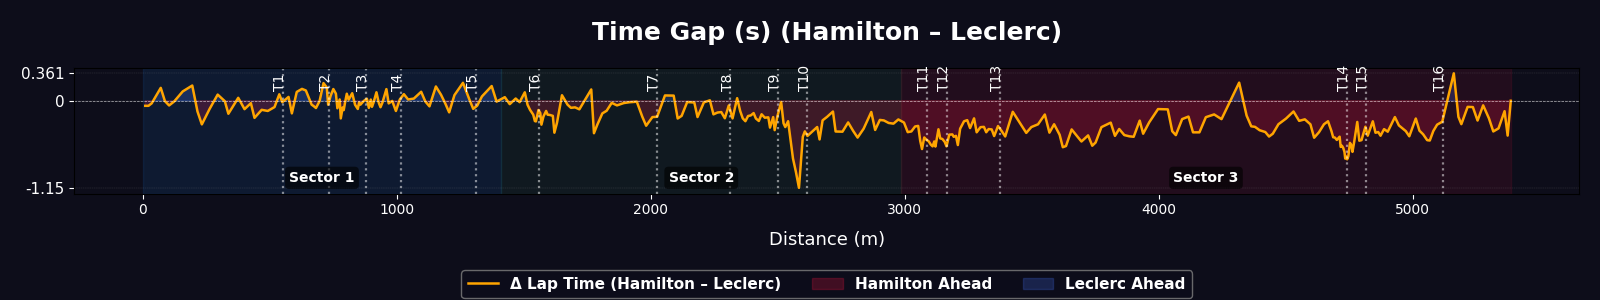 Time Gap (s) (Hamilton – Leclerc)
0.361
0
-1.15
T1 T2 T3 T4 T5 T6 T7 T8 T9 T10 T11 T12 T13 T14 T15 T16
Sector 1 Sector 2 Sector 3
0 1000 2000 3000 4000 5000
Distance (m)
Δ Lap Time (Hamilton – Leclerc) Hamilton Ahead Leclerc Ahead